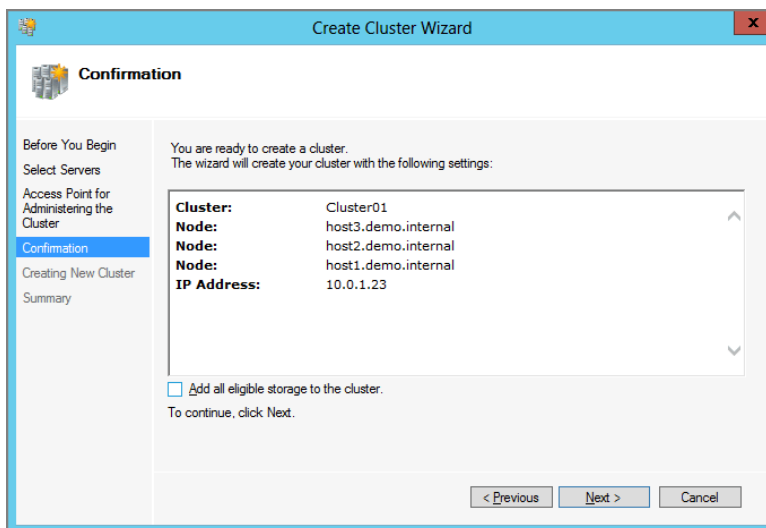 Create Cluster Wizard
x
Confirmation
Before You Begin
Select Servers
Access Point for
Administering the
Cluster
Confirmation
Creating New Cluster
Summary
You are ready to create a cluster.
The wizard will create your cluster with the following settings:
Cluster: Cluster01
Node: host3.demo.internal
Node: host2.demo.internal
Node: host1.demo.internal
IP Address: 10.0.1.23
Add all eligible storage to the cluster.
To continue, click Next.
< Previous Next > Cancel